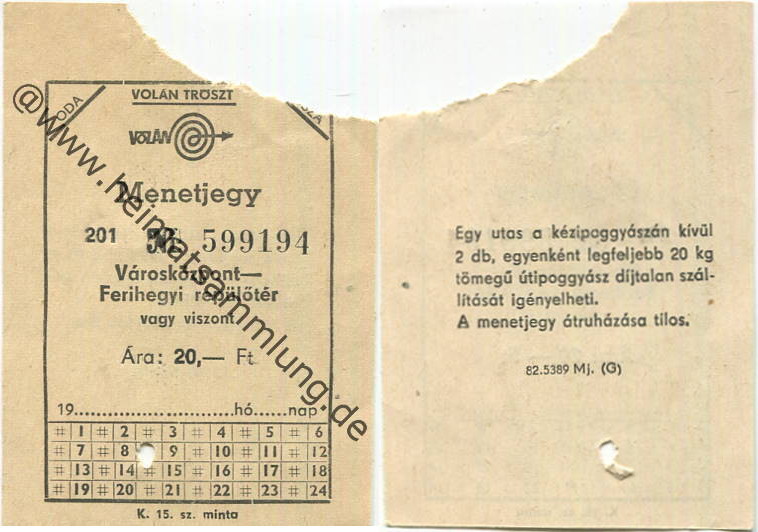 VOLÁN TRÖSZT
VOLÁN
Menetjegy
201 599194
Városközpont—
Ferihegyi repülőtér
vagy viszont.
Ára: 20,— Ft
19..........................hó......nap
# 1 # 2 # 3 # 4 # 5 # 6
# 7 # 8 # 9 # 10 # 11 # 12
# 13 # 14 # 15 # 16 # 17 # 18
# 19 # 20 # 21 # 22 # 23 # 24
K. 15. sz. minta
@www.heimatsammlung.de
Egy utas a kézipoggyászán kívül
2 db, egyenként legfeljebb 20 kg
tömegű útipoggyász díjtalan szál-
lítását igényelheti.
A menetjegy átruházása tilos.
82.5389 Mj. (G)